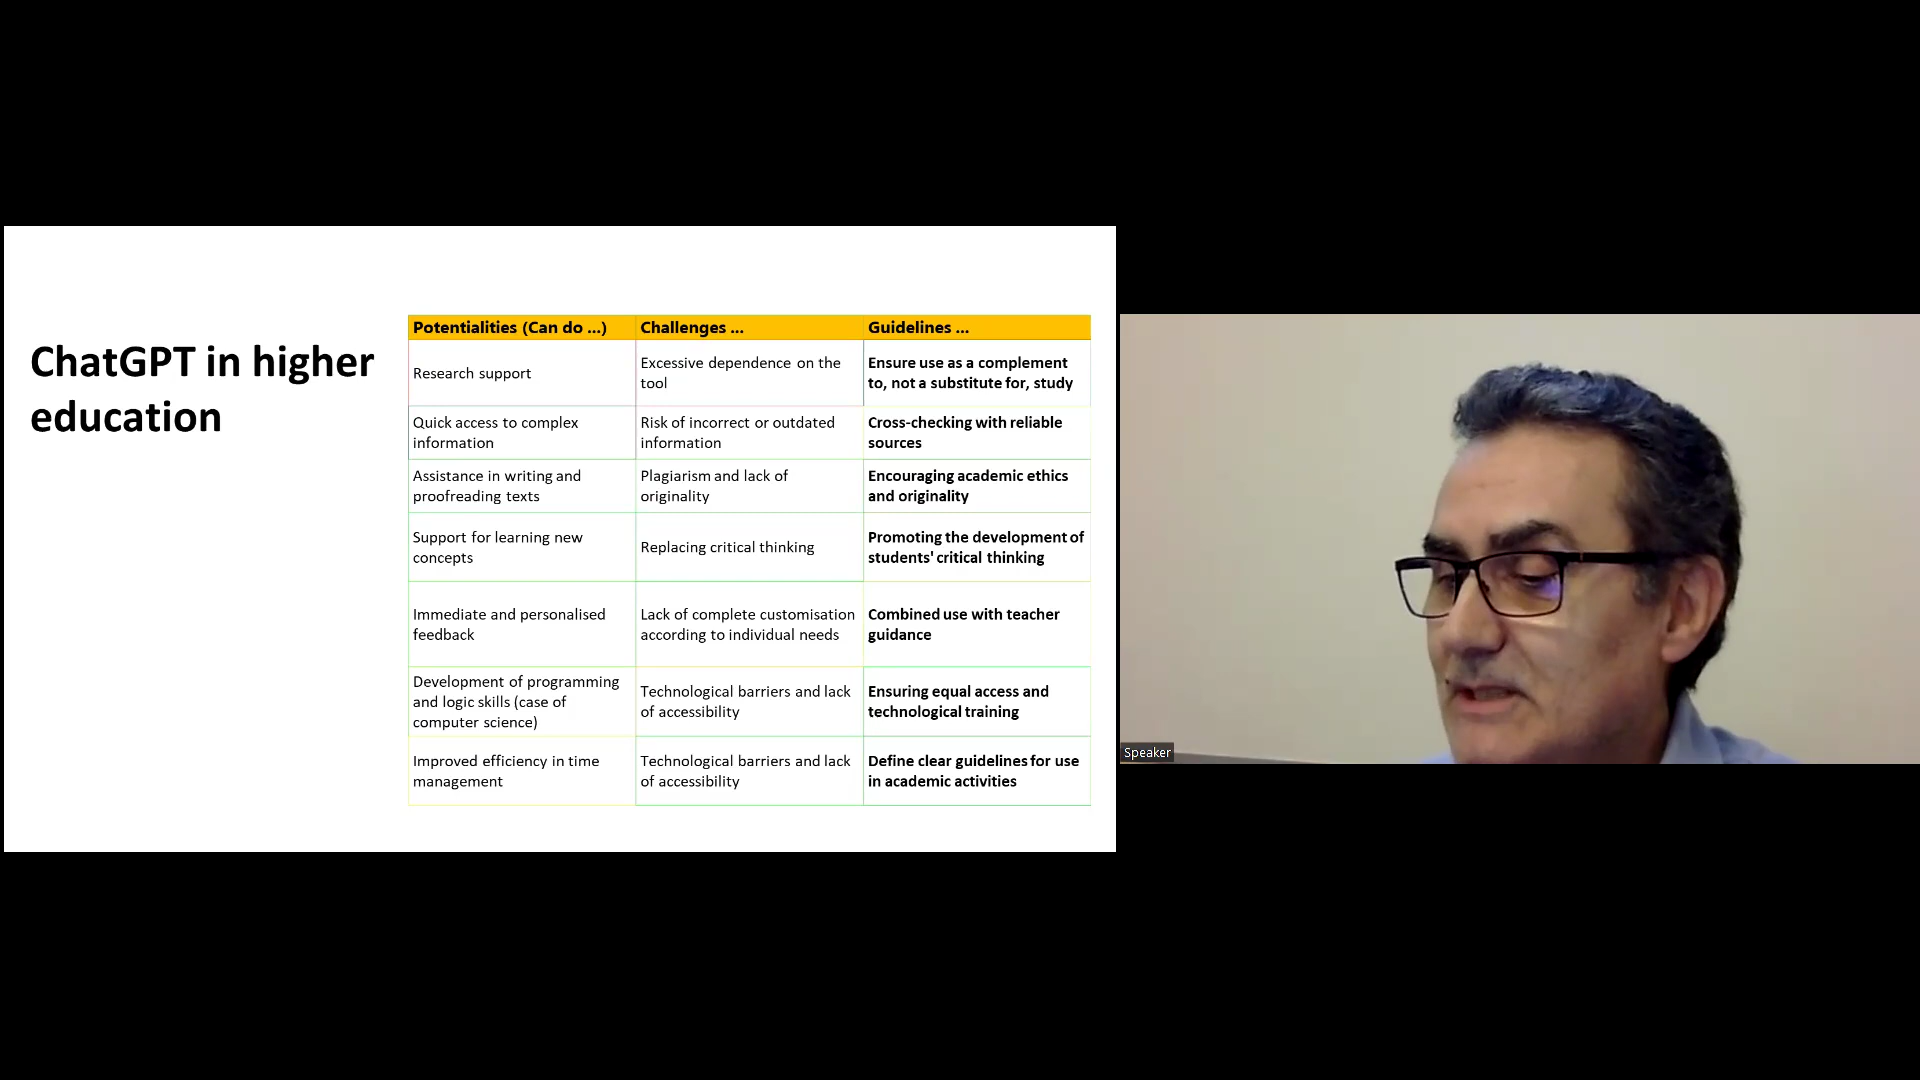 ChatGPT in higher
education
Potentialities (Can do ...)
Challenges ...
Guidelines ...
Research support
Excessive dependence on the
tool
Ensure use as a complement
to, not a substitute for, study
Quick access to complex
information
Risk of incorrect or outdated
information
Cross-checking with reliable
sources
Assistance in writing and
proofreading texts
Plagiarism and lack of
originality
Encouraging academic ethics
and originality
Support for learning new
concepts
Replacing critical thinking
Promoting the development of
students' critical thinking
Immediate and personalised
feedback
Lack of complete customisation
according to individual needs
Combined use with teacher
guidance
Development of programming
and logic skills (case of
computer science)
Technological barriers and lack
of accessibility
Ensuring equal access and
technological training
Improved efficiency in time
management
Technological barriers and lack
of accessibility
Define clear guidelines for use
in academic activities
Speaker